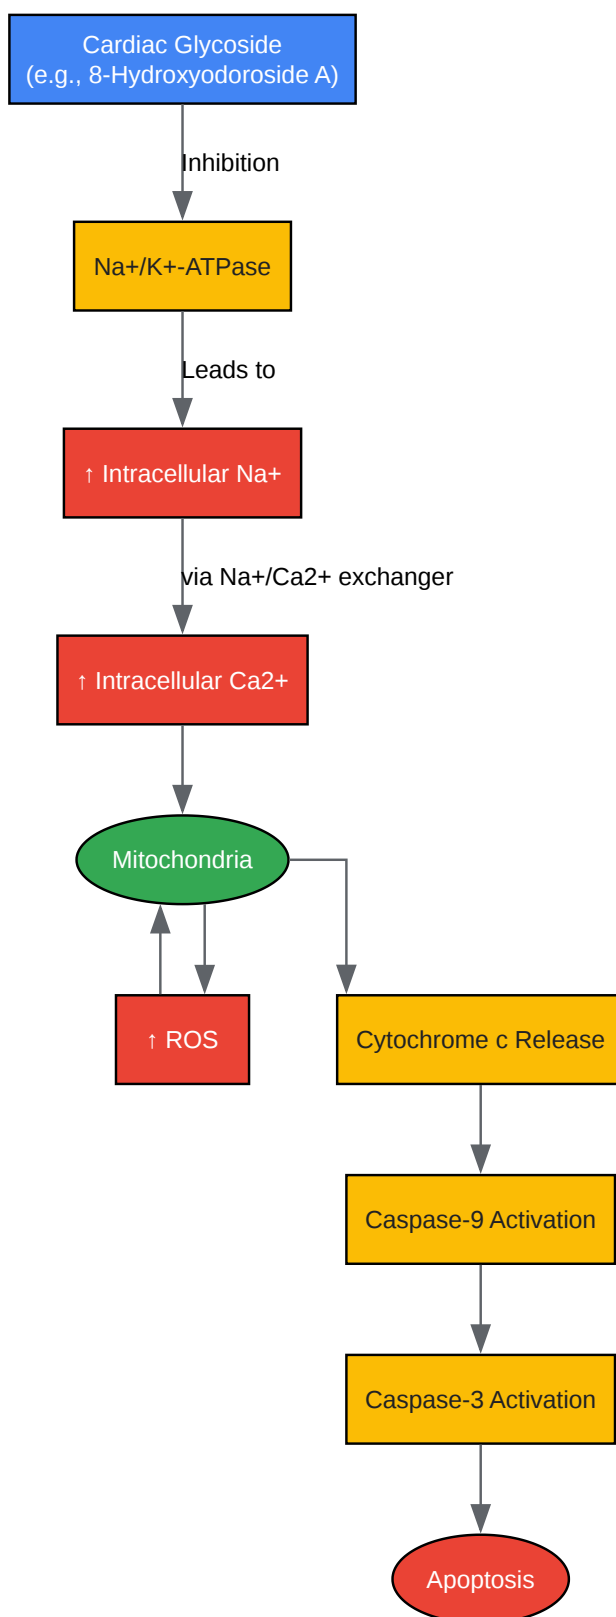 Cardiac Glycoside
(e.g., 8-Hydroxyodoroside A)
Inhibition
Na+/K+-ATPase
Leads to
↑ Intracellular Na+
via Na+/Ca2+ exchanger
↑ Intracellular Ca2+
Mitochondria
↑ ROS
Cytochrome c Release
Caspase-9 Activation
Caspase-3 Activation
Apoptosis